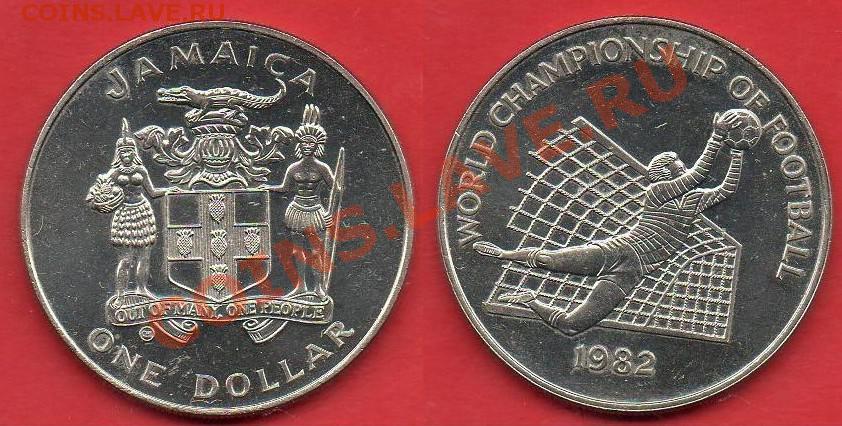 COINS.LAVE.RU
JAMAICA
OUT OF MANY, ONE PEOPLE
ONE DOLLAR
WORLD CHAMPIONSHIP OF FOOTBALL
1982
COINS.LAVE.RU